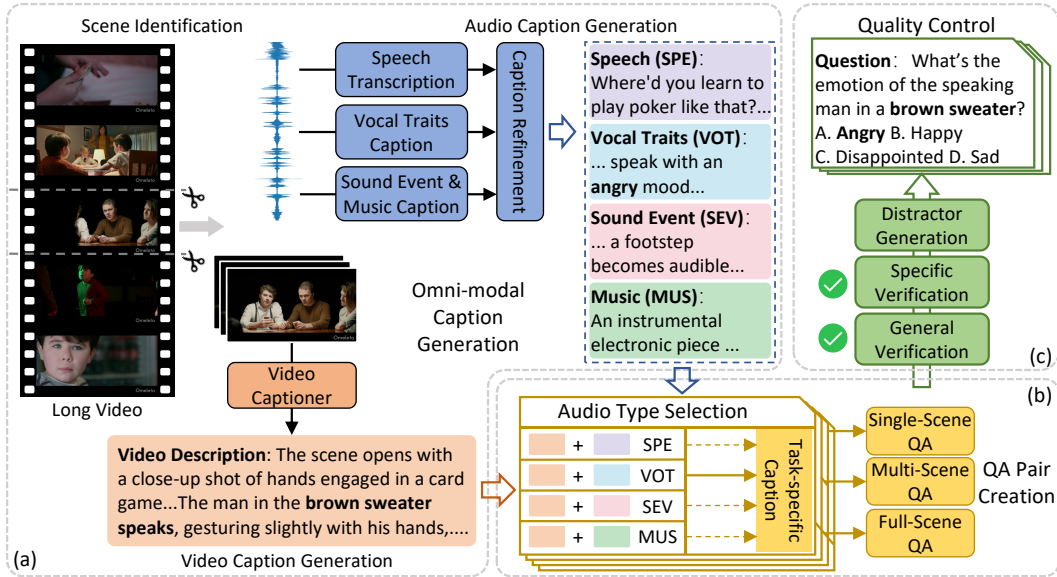 Scene Identification
Omeleto
Omeleto
Omeleto
Omeleto
Omeleto
Long Video
Audio Caption Generation
Speech
Transcription
Vocal Traits
Caption
Sound Event &
Music Caption
Caption Refinement
Speech (SPE):
Where'd you learn to
play poker like that?...
Vocal Traits (VOT):
... speak with an
angry mood...
Sound Event (SEV):
... a footstep
becomes audible...
Music (MUS):
An instrumental
electronic piece ...
Omni-modal
Caption
Generation
Omeleto
Video
Captioner
Video Description: The scene opens with
a close-up shot of hands engaged in a card
game...The man in the brown sweater
speaks, gesturing slightly with his hands,....
(a)
Video Caption Generation
Audio Type Selection
+ SPE
+ VOT
+ SEV
+ MUS
Task-specific
Caption
Single-Scene
QA
Multi-Scene
QA
Full-Scene
QA
QA Pair
Creation
(b)
Quality Control
Question: What's the
emotion of the speaking
man in a brown sweater?
A. Angry B. Happy
C. Disappointed D. Sad
Distractor
Generation
Specific
Verification
General
Verification
(c)